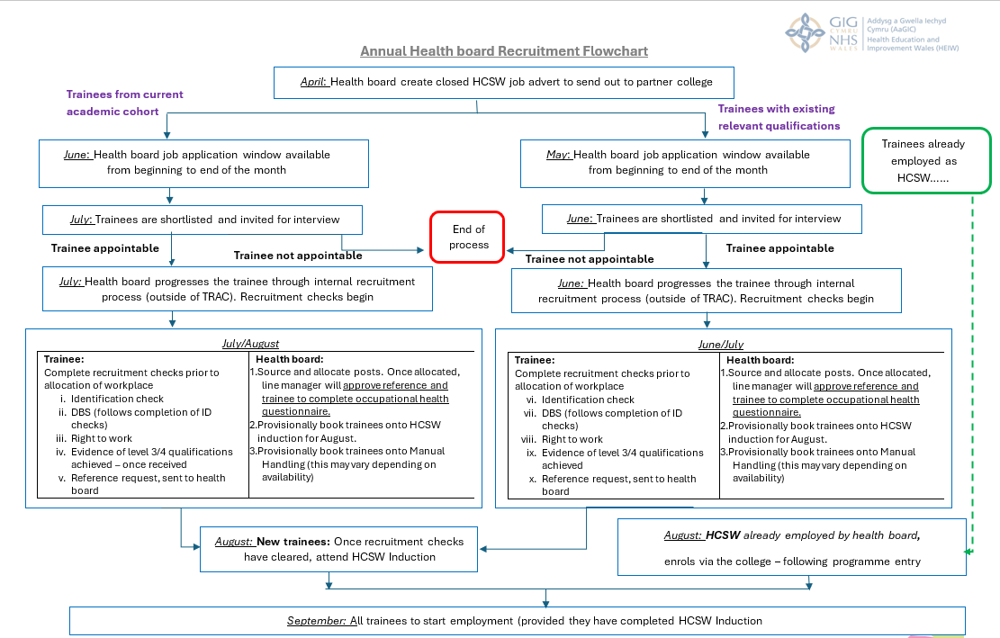 GIG
CYMRU
NHS
WALES
Addysg a Gwella Iechyd
Cymru (AaGIC)
Health Education and
Improvement Wales (HEIW)
Annual Health board Recruitment Flowchart
April: Health board create closed HCSW job advert to send out to partner college
Trainees from current
academic cohort
Trainees with existing
relevant qualifications
Trainees already
employed as
HCSW......
June: Health board job application window available
from beginning to end of the month
May: Health board job application window available
from beginning to end of the month
July: Trainees are shortlisted and invited for interview
End of
process
June: Trainees are shortlisted and invited for interview
Trainee appointable
Trainee not appointable
Trainee not appointable
Trainee appointable
July: Health board progresses the trainee through internal recruitment
process (outside of TRAC). Recruitment checks begin
June: Health board progresses the trainee through internal
recruitment process (outside of TRAC). Recruitment checks begin
July/August
Trainee:
Complete recruitment checks prior to
allocation of workplace
i. Identification check
ii. DBS (follows completion of ID
checks)
iii. Right to work
iv. Evidence of level 3/4 qualifications
achieved – once received
v. Reference request, sent to health
board
Health board:
1.Source and allocate posts. Once allocated,
line manager will approve reference and
trainee to complete occupational health
questionnaire.
2.Provisionally book trainees onto HCSW
induction for August.
3.Provisionally book trainees onto Manual
Handling (this may vary depending on
availability)
June/July
Trainee:
Complete recruitment checks prior to
allocation of workplace
vi. Identification check
vii. DBS (follows completion of ID
checks)
viii. Right to work
ix. Evidence of level 3/4 qualifications
achieved
x. Reference request, sent to health
board
Health board:
1.Source and allocate posts. Once allocated,
line manager will approve reference and
trainee to complete occupational health
questionnaire.
2.Provisionally book trainees onto HCSW
induction for August.
3.Provisionally book trainees onto Manual
Handling (this may vary depending on
availability)
August: New trainees: Once recruitment checks
have cleared, attend HCSW Induction
August: HCSW already employed by health board,
enrols via the college – following programme entry
September: All trainees to start employment (provided they have completed HCSW Induction